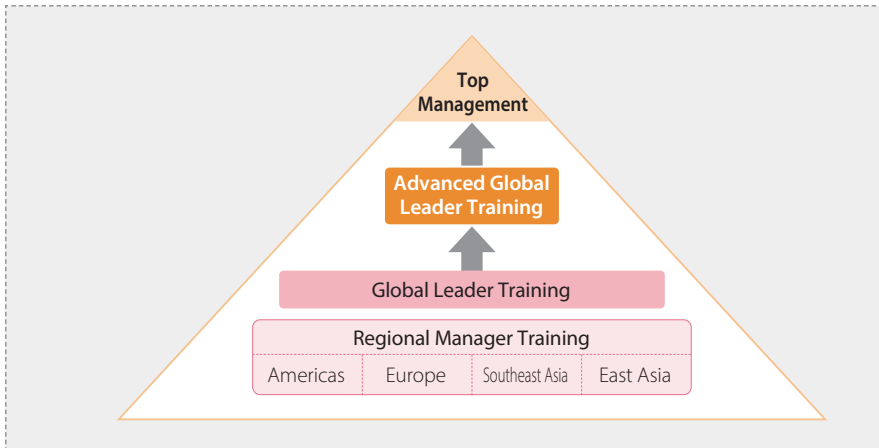 Top
Management
Advanced Global
Leader Training
Global Leader Training
Regional Manager Training
Americas
Europe
Southeast Asia
East Asia